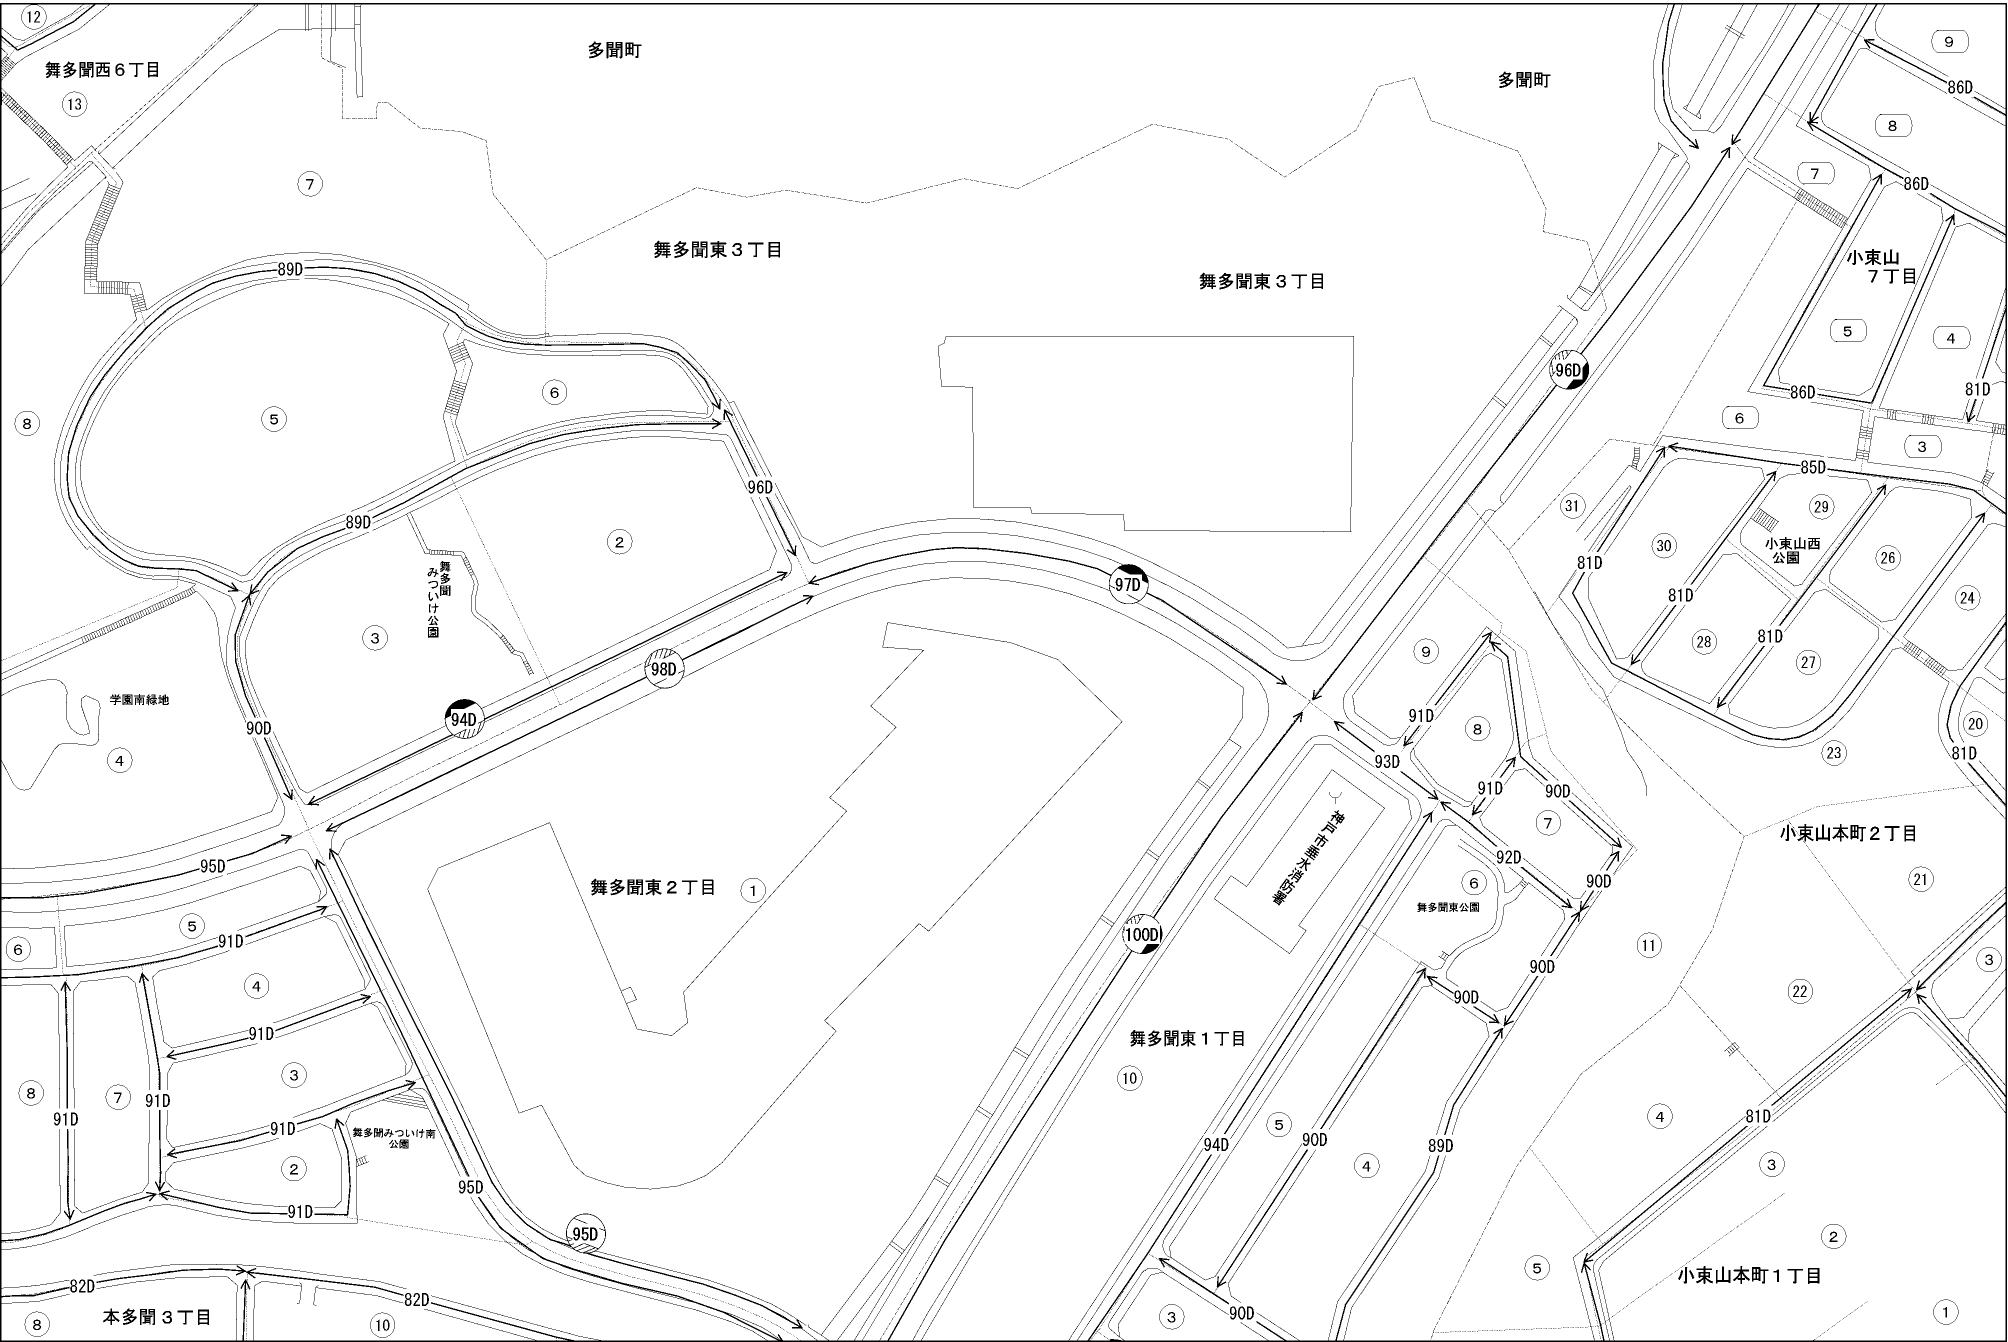 12
多聞町
9
舞多聞西６丁目
多聞町
86D
13
8
7
7
86D
舞多聞東３丁目
小東山
７丁目
89D
舞多聞東３丁目
5
4
96D
6
86D
81D
8
5
6
3
96D
85D
89D
31
29
2
30
小東山西
公園
26
舞多聞
みついけ公園
97D
81D
81D
24
3
98D
9
28
81D
27
学園南緑地
94D
91D
8
20
90D
4
93D
23
81D
91D
90D
神戸市垂水消防署
7
小東山本町２丁目
95D
92D
舞多聞東２丁目
1
6
90D
21
舞多聞東公園
5
91D
100D
11
6
90D
3
4
90D
22
91D
舞多聞東１丁目
3
10
8
7
91D
91D
4
81D
91D
5
90D
94D
89D
舞多聞みついけ南
公園
2
4
3
95D
91D
95D
2
5
小東山本町１丁目
82D
82D
本多聞３丁目
3
90D
1
8
10